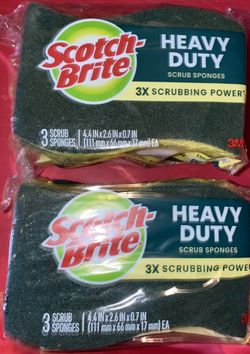 Scotch-
Brite
HEAVY
DUTY
SCRUB SPONGES
3X SCRUBBING POWER
3M
3 SCRUB
SPONGES
4.4 IN x 2.6 IN x 0.7 IN
(111 mm x 66 mm x 17 mm) EA
Scotch-
Brite
HEAVY
DUTY
SCRUB SPONGES
3X SCRUBBING POWE
3 SCRUB
SPONGES
4.4 IN x 2.6 IN x 0.7 IN
(111 mm x 66 mm x 17 mm) EA